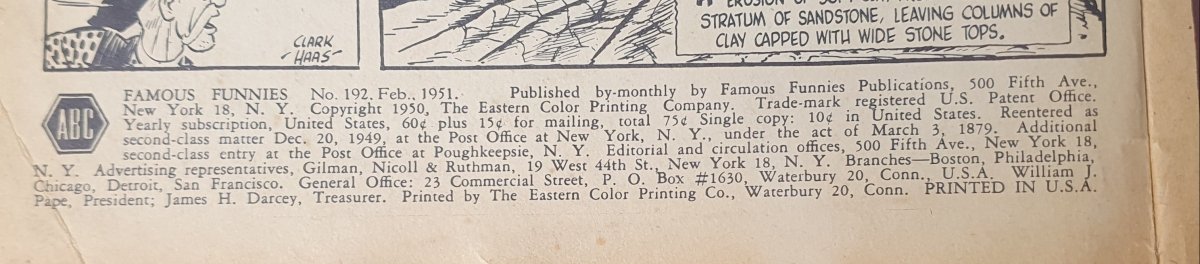 EROSION OF
STRATUM OF SANDSTONE, LEAVING COLUMNS OF
CLAY CAPPED WITH WIDE STONE TOPS.
CLARK
HAAS
ABC
FAMOUS FUNNIES No. 192. Feb., 1951. Published by-monthly by Famous Funnies Publications, 500 Fifth Ave.,
New York 18, N. Y. Copyright 1950, The Eastern Color Printing Company. Trade-mark registered U.S. Patent Office.
Yearly subscription, United States, 60¢ plus 15¢ for mailing, total 75¢ Single copy: 10¢ in United States. Reentered as
second-class matter Dec. 20, 1949, at the Post Office at New York, N. Y., under the act of March 3, 1879. Additional
second-class entry at the Post Office at Poughkeepsie, N. Y. Editorial and circulation offices, 500 Fifth Ave., New York 18,
N. Y. Advertising representatives, Gilman, Nicoll & Ruthman, 19 West 44th St., New York 18, N. Y. Branches—Boston, Philadelphia,
Chicago, Detroit, San Francisco. General Office: 23 Commercial Street, P. O. Box #1630, Waterbury 20, Conn., U.S.A. William J.
Pape, President; James H. Darcey, Treasurer. Printed by The Eastern Color Printing Co., Waterbury 20, Conn. PRINTED IN U.S.A.